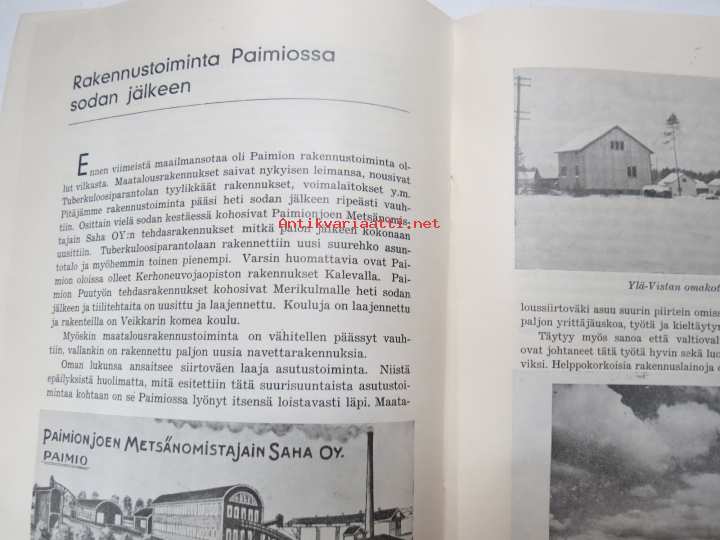 Rakennustoiminta Paimiossa
sodan jälkeen
Ennen viimeistä maailmansotaa oli Paimion rakennustoiminta ol-
lut vilkasta. Maatalousrakennukset saivat nykyisen leimansa, nousivat
Tuberkuloosiparantolan tyylikkäät rakennukset, voimalaitokset y.m.
Pitäjämme rakennustoiminta pääsi heti sodan jälkeen ripeästi vauh-
tiin. Osittain vielä sodan kestäessä kohosivat Paimionjoen Metsänomis-
tajain Saha OY:n tehdasrakennukset mitkä palon jälkeen kokonaan
uusittiin. Tuberkuloosiparantolaan rakennettiin uusi suurehko asun-
totalo ja myöhemmin toinen pienempi. Varsin huomattavia ovat Pai-
mion oloissa olleet Kerhoneuvojaopiston rakennukset Kalevalla. Pai-
mion Puutyön tehdasrakennukset kohosivat Merikulmalle heti sodan
jälkeen ja tiilitehtaita on uusittu ja laajennettu. Kouluja on laajennettu
ja rakenteilla on Veikkarin komea koulu.
Myöskin maatalousrakennustoiminta on vähitellen päässyt vauh-
tiin, vallankin on rakennettu paljon uusia navettarakennuksia.
Oman lukunsa ansaitsee siirtoväen laaja asutustoiminta. Niistä
epäilyksistä huolimatta, mitä esitettiin tätä suurisuuntaista asutustoi-
mintaa kohtaan on se Paimiossa lyönyt itsensä loistavasti läpi. Maata-
PAIMIONJOEN METSÄNOMISTAJAIN SAHA OY.
PAIMIO
Antikvariaatti.net
Ylä-Vistan omakot
loussiirtoväki asuu suurin piirtein omiss
paljon yrittäjäuskoa, työtä ja kieltäytym
Täytyy myös sanoa että valtioval
ovat johtaneet tätä työtä hyvin sekä luo
viksi. Helppokorkoisia rakennuslainoja o